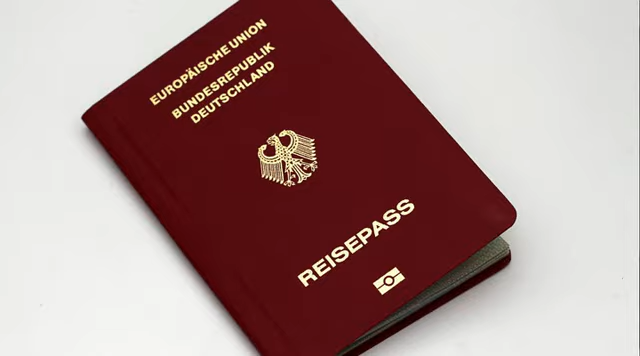 EUROPÄISCHE UNION
BUNDESREPUBLIK
DEUTSCHLAND
REISEPASS